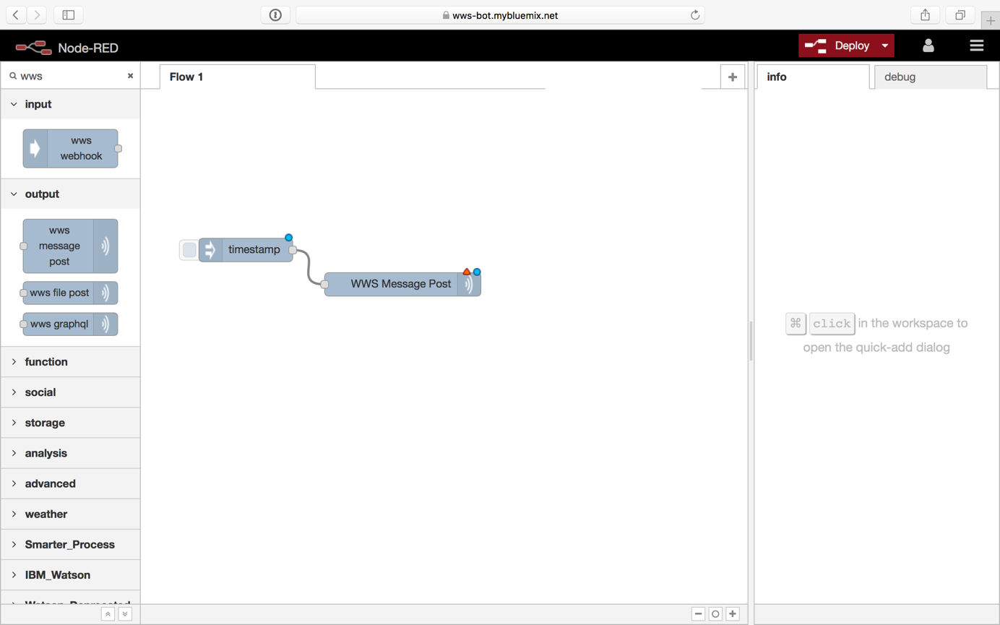 wws-bot.mybluemix.net
Node-RED
Deploy
wws
Flow 1
info
debug
input
wws
webhook
output
wws
message
post
wws file post
wws graphql
timestamp
WWS Message Post
⌘ click in the workspace to
open the quick-add dialog
function
social
storage
analysis
advanced
weather
Smarter_Process
IBM_Watson